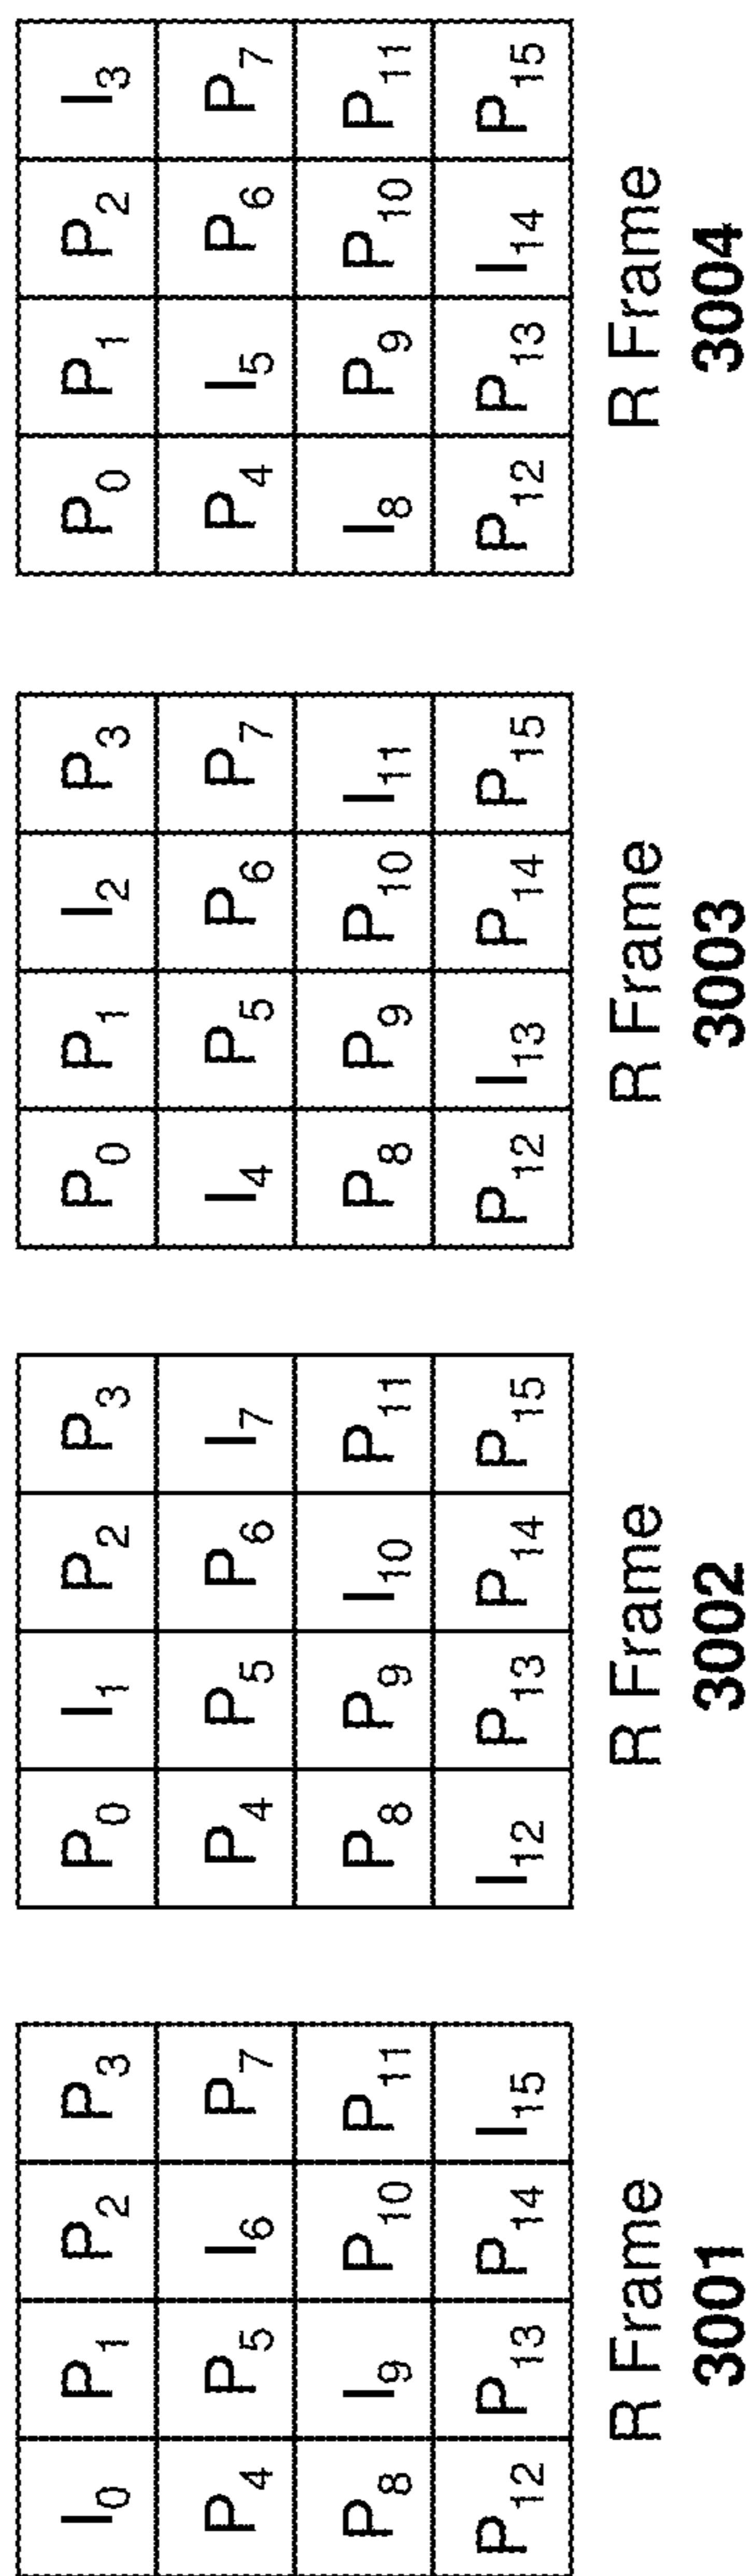 I0 P1 P2 P3
P4 P5 I6 P7
P8 I9 P10 P11
P12 P13 P14 I15
R Frame
3001
P0 I1 P2 P3
P4 P5 P6 I7
P8 P9 I10 P11
I12 P13 P14 P15
R Frame
3002
P0 P1 I2 P3
I4 P5 P6 P7
P8 P9 P10 I11
P12 I13 P14 P15
R Frame
3003
P0 P1 P2 I3
P4 I5 P6 P7
I8 P9 P10 P11
P12 P13 I14 P15
R Frame
3004